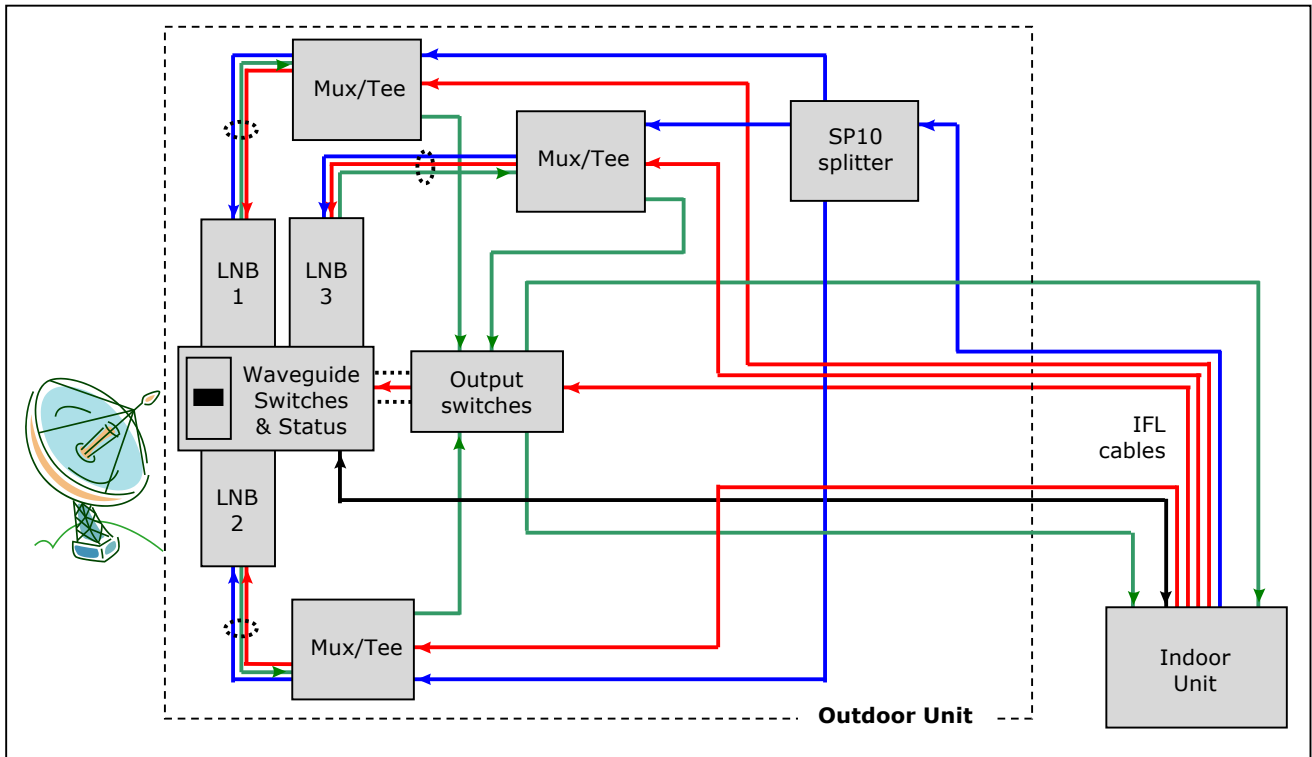 Mux/Tee
Mux/Tee
SP10
splitter
LNB
1
LNB
3
Waveguide
Switches
& Status
Output
switches
IFL
cables
LNB
2
Mux/Tee
Indoor
Unit
Outdoor Unit